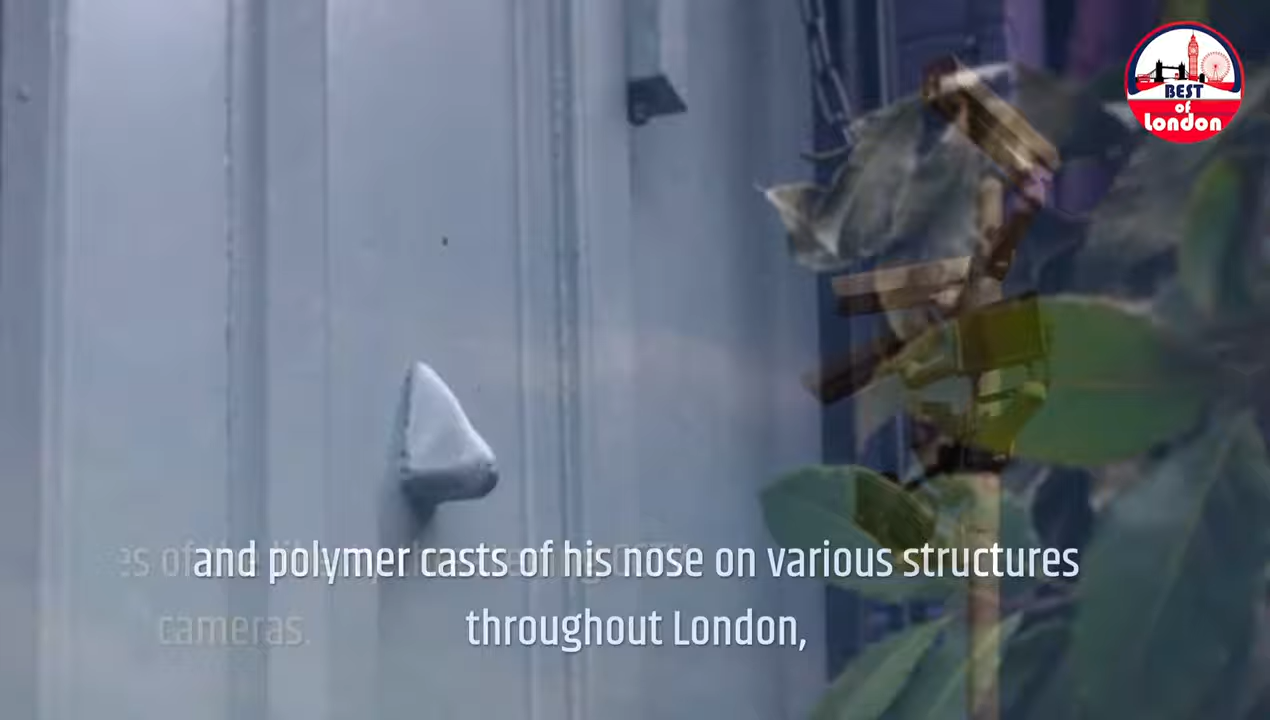 BEST
of
London
and polymer casts of his nose on various structures
throughout London,
cameras.